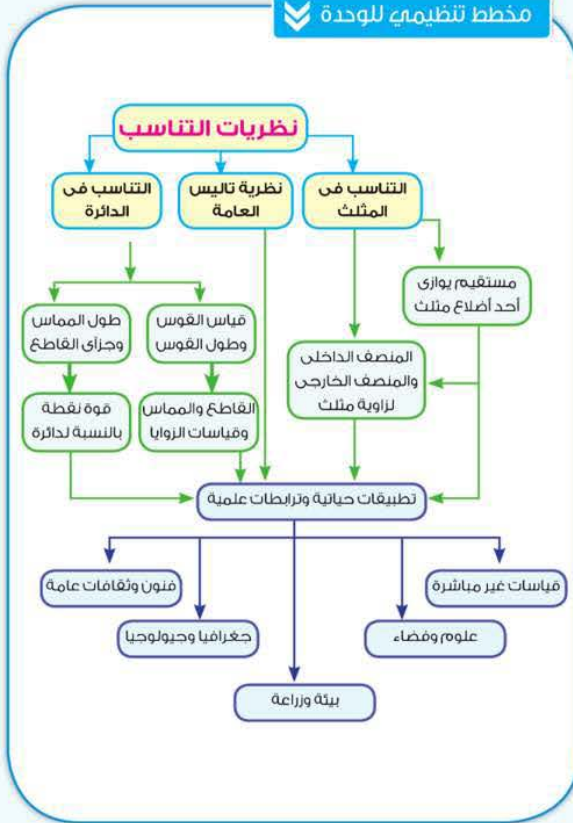 مخطط تنظيمي للوحدة
نظريات التناسب
التناسب فى
المثلث
نظرية تاليس
العامة
التناسب فى
الدائرة
مستقيم يوازى
أحد أضلاع مثلث
المنصف الداخلى
والمنصف الخارجى
لزاوية مثلث
قياس القوس
وطول القوس
طول المماس
وجزأى القاطع
القاطع والمماس
وقياسات الزوايا
قوة نقطة
بالنسبة لدائرة
تطبيقات حياتية وترابطات علمية
قياسات غير مباشرة
علوم وفضاء
بيئة وزراعة
جغرافيا وجيولوجيا
فنون وثقافات عامة